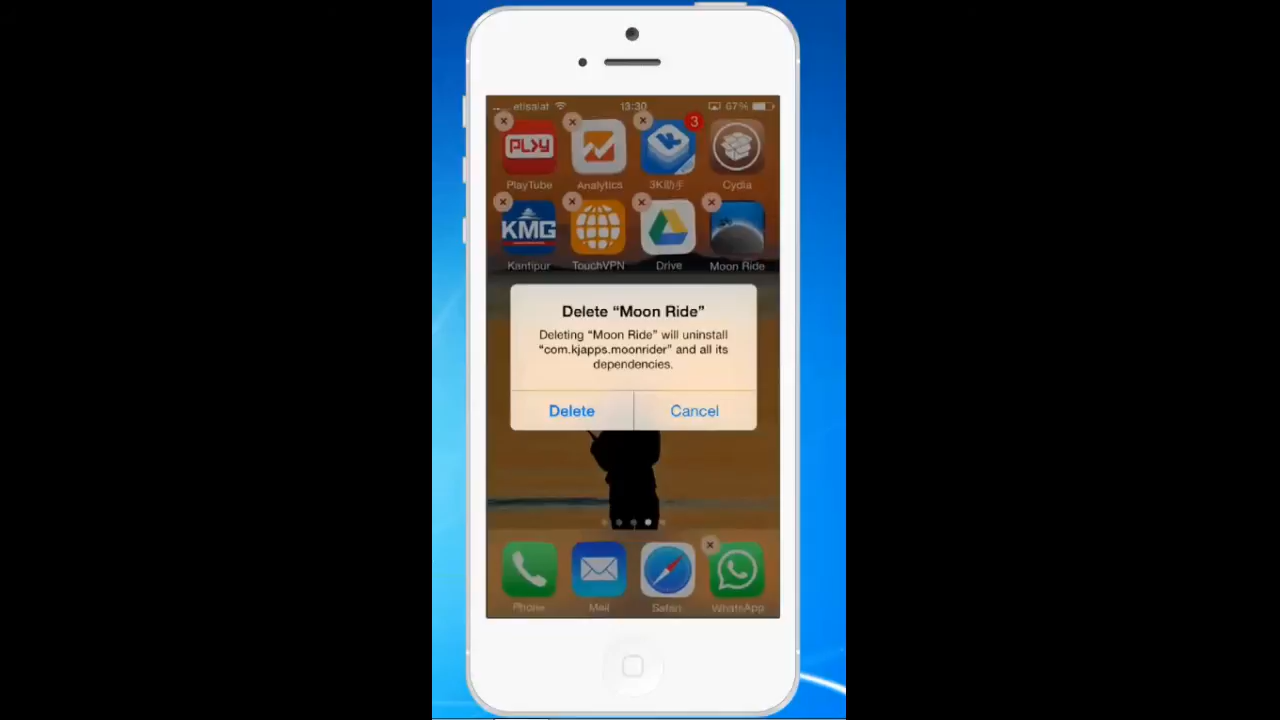 etisalat 13:30 67%
PLAY 3
PlayTube Analytics 3K助手 Cydia
KMG
Kantipur TouchVPN Drive Moon Ride
Delete “Moon Ride”
Deleting “Moon Ride” will uninstall
“com.kjapps.moonrider” and all its
dependencies.
Delete Cancel
Phone Mail Safari WhatsApp